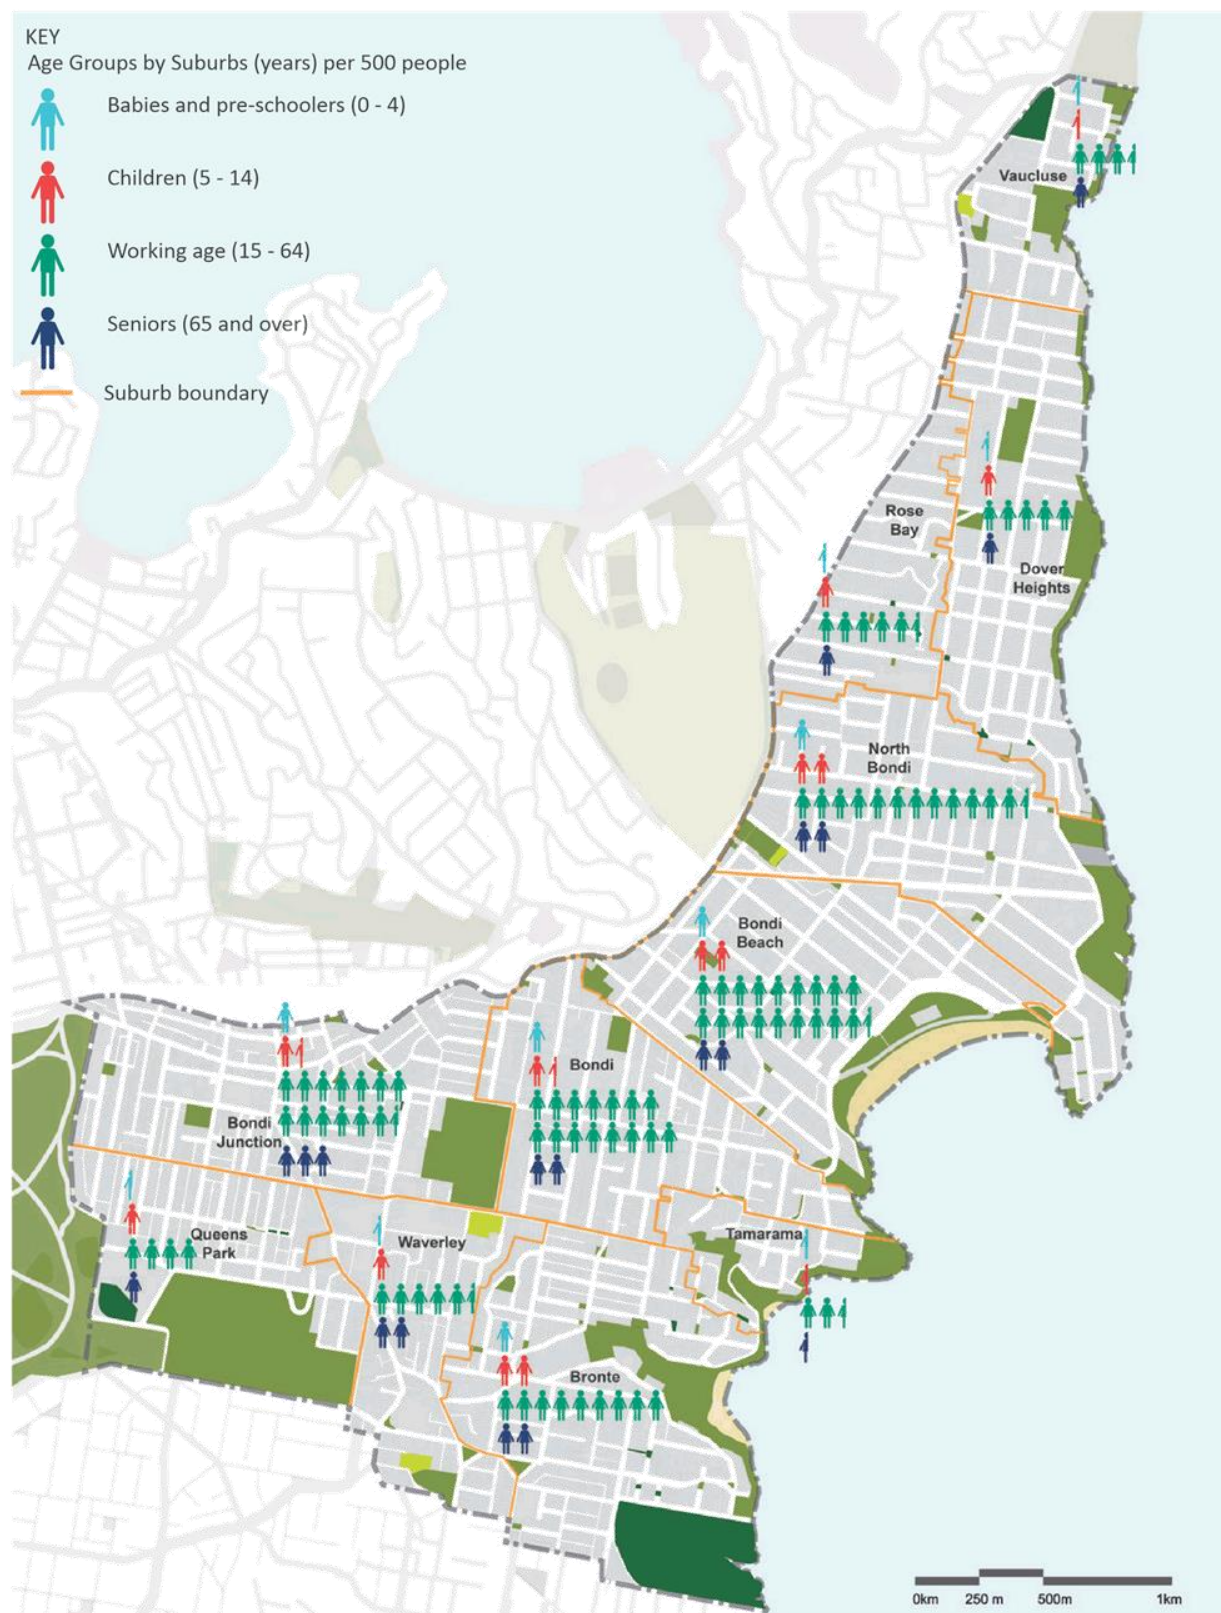 KEY
Age Groups by Suburbs (years) per 500 people
Babies and pre-schoolers (0 - 4)
Children (5 - 14)
Working age (15 - 64)
Seniors (65 and over)
Suburb boundary
Vaucluse
Rose
Bay
Dover
Heights
North
Bondi
Bondi
Beach
Bondi
Bondi
Junction
Queens
Park
Waverley
Tamarama
Bronte
0km
250 m
500m
1km